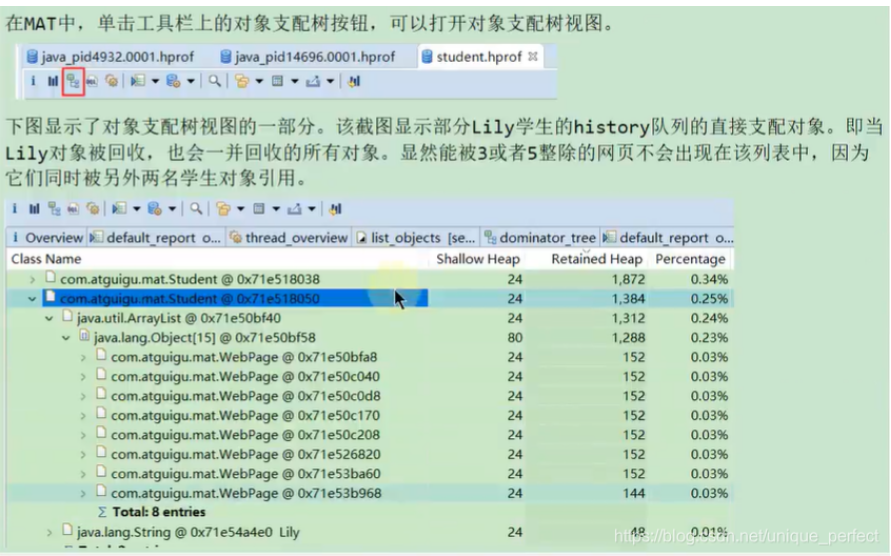 在MAT中，单击工具栏上的对象支配树按钮，可以打开对象支配树视图。
java_pid4932.0001.hprof java_pid14696.0001.hprof student.hprof
下图显示了对象支配树视图的一部分。该截图显示部分Lily学生的history队列的直接支配对象。即当
Lily对象被回收，也会一并回收的所有对象。显然能被3或者5整除的网页不会出现在该列表中，因为
它们同时被另外两名学生对象引用。
i Overview default_report o... thread_overview list_objects [se... dominator_tree default_report o...
Class Name Shallow Heap Retained Heap Percentage
com.atguigu.mat.Student @ 0x71e518038 24 1,872 0.34%
com.atguigu.mat.Student @ 0x71e518050 24 1,384 0.25%
java.util.ArrayList @ 0x71e50bf40 24 1,312 0.24%
java.lang.Object[15] @ 0x71e50bf58 80 1,288 0.23%
com.atguigu.mat.WebPage @ 0x71e50bfa8 24 152 0.03%
com.atguigu.mat.WebPage @ 0x71e50c040 24 152 0.03%
com.atguigu.mat.WebPage @ 0x71e50c0d8 24 152 0.03%
com.atguigu.mat.WebPage @ 0x71e50c170 24 152 0.03%
com.atguigu.mat.WebPage @ 0x71e50c208 24 152 0.03%
com.atguigu.mat.WebPage @ 0x71e526820 24 152 0.03%
com.atguigu.mat.WebPage @ 0x71e53ba60 24 152 0.03%
com.atguigu.mat.WebPage @ 0x71e53b968 24 144 0.03%
Σ Total: 8 entries
java.lang.String @ 0x71e54a4e0 Lily 24 48 0.01%
https://blog.csdn.net/unique_perfect